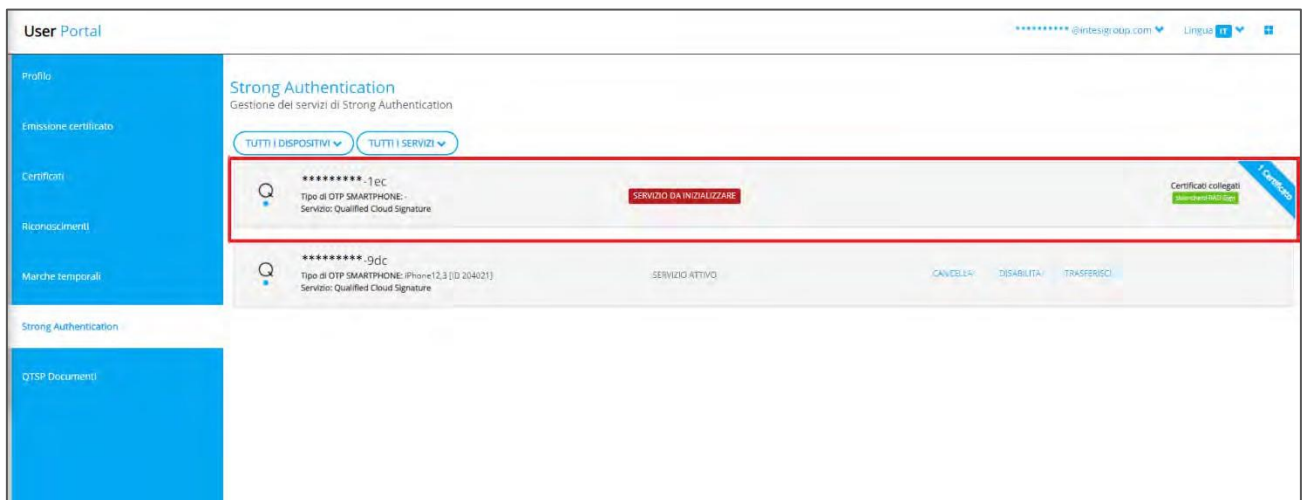 User Portal
********** @intesigroup.com
Lingua IT
Profilo
Emissione certificato
Certificati
Riconoscimenti
Marche temporali
Strong Authentication
QTSP Documenti
Strong Authentication
Gestione dei servizi di Strong Authentication
TUTTI I DISPOSITIVI
TUTTI I SERVIZI
*********-1ec
Tipo di OTP SMARTPHONE: -
Servizio: Qualified Cloud Signature
SERVIZIO DA INIZIALIZZARE
Certificati collegati
1 Certificato
*********-9dc
Tipo di OTP SMARTPHONE: iPhone12,3 [ID 204021]
Servizio: Qualified Cloud Signature
SERVIZIO ATTIVO
CANCELLA
DISABILITA
TRASFERISCI